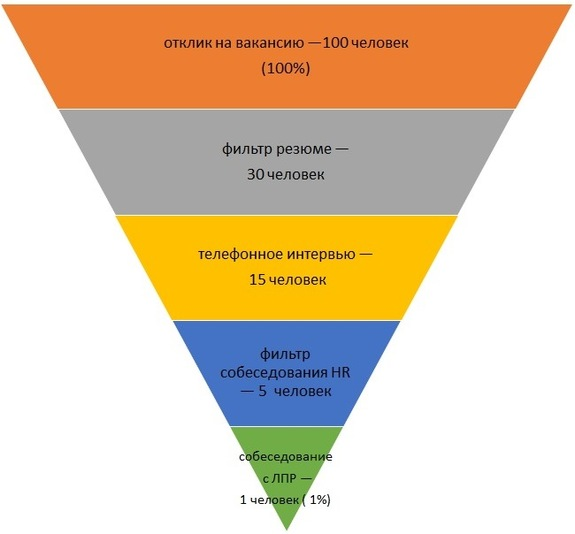 отклик на вакансию —100 человек
(100%)
фильтр резюме —
30 человек
телефонное интервью —
15 человек
фильтр
собеседования HR
— 5 человек
собеседование
с ЛПР —
1 человек ( 1%)